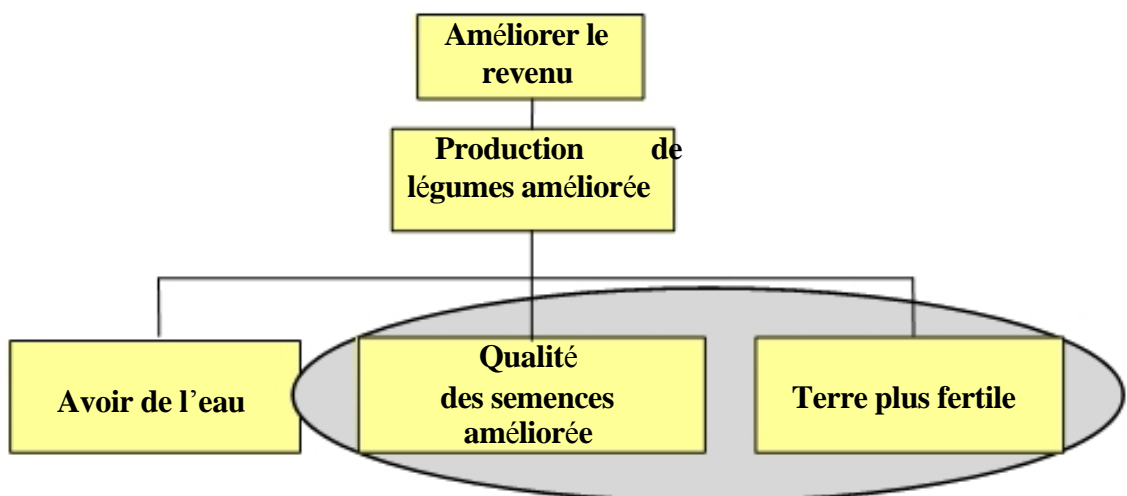 Améliorer le
revenu
Production de
légumes améliorée
Avoir de l’eau
Qualité
des semences
améliorée
Terre plus fertile